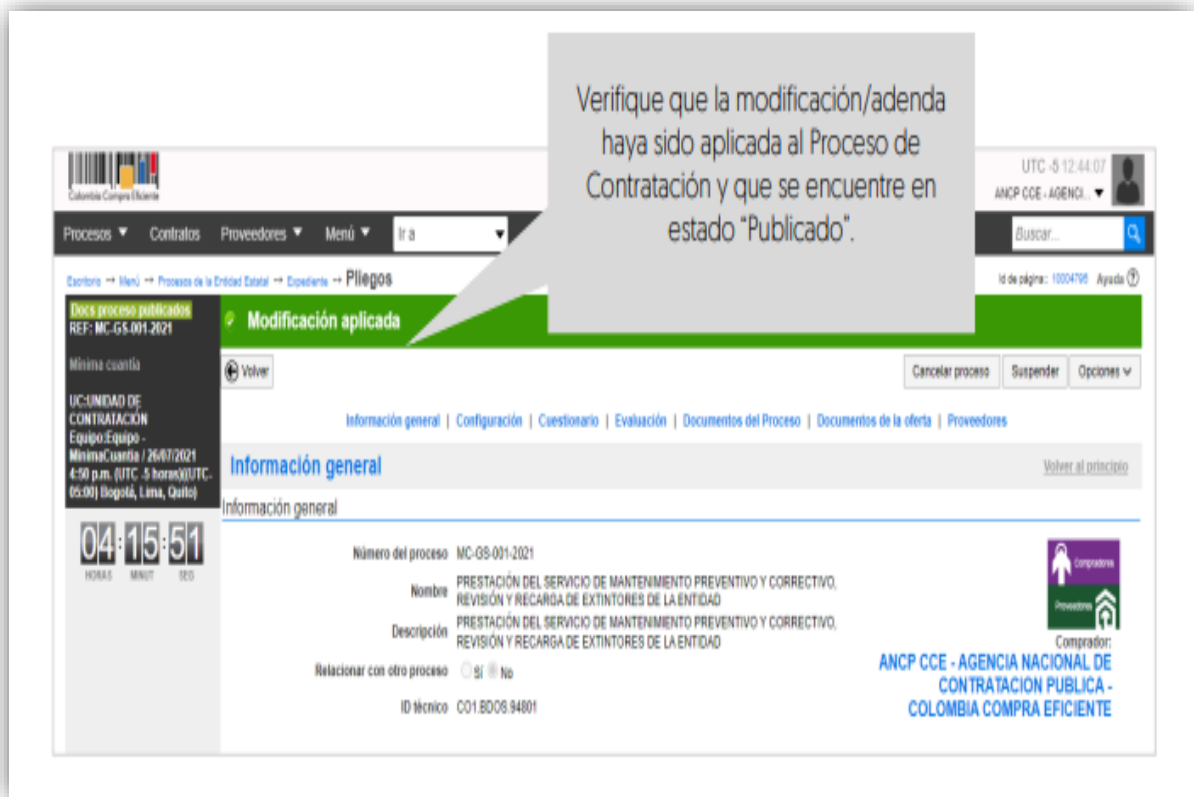 Verifique que la modificación/adenda
haya sido aplicada al Proceso de
Contratación y que se encuentre en
estado “Publicado”.
Colombia Compra Eficiente
UTC -5 12:44:07
ANCP CCE - AGENCI... ▼
Procesos ▼ Contratos Proveedores ▼ Menú ▼ Ir a ▼ Buscar...
Escritorio → Menú → Procesos de la Entidad Estatal → Expediente → Pliegos
Id de página: 10004795 Ayuda ?
Docs proceso publicados
REF: MC-GS-001-2021
Mínima cuantía
UC:UNIDAD DE
CONTRATACIÓN
Equipo:Equipo -
MinimaCuantia / 26/07/2021
4:50 p.m. (UTC -5 horas)((UTC-
05:00) Bogotá, Lima, Quito)
04:15:51
HORAS MINUT SEG
Modificación aplicada
Volver
Cancelar proceso Suspender Opciones
Información general | Configuración | Cuestionario | Evaluación | Documentos del Proceso | Documentos de la oferta | Proveedores
Información general Volver al principio
Información general
Número del proceso MC-GS-001-2021
Nombre PRESTACIÓN DEL SERVICIO DE MANTENIMIENTO PREVENTIVO Y CORRECTIVO,
REVISIÓN Y RECARGA DE EXTINTORES DE LA ENTIDAD
Descripción PRESTACIÓN DEL SERVICIO DE MANTENIMIENTO PREVENTIVO Y CORRECTIVO,
REVISIÓN Y RECARGA DE EXTINTORES DE LA ENTIDAD
Relacionar con otro proceso Sí No
ID técnico CO1.BDOS.94801
Compradores
Proveedores
Comprador:
ANCP CCE - AGENCIA NACIONAL DE
CONTRATACION PUBLICA -
COLOMBIA COMPRA EFICIENTE